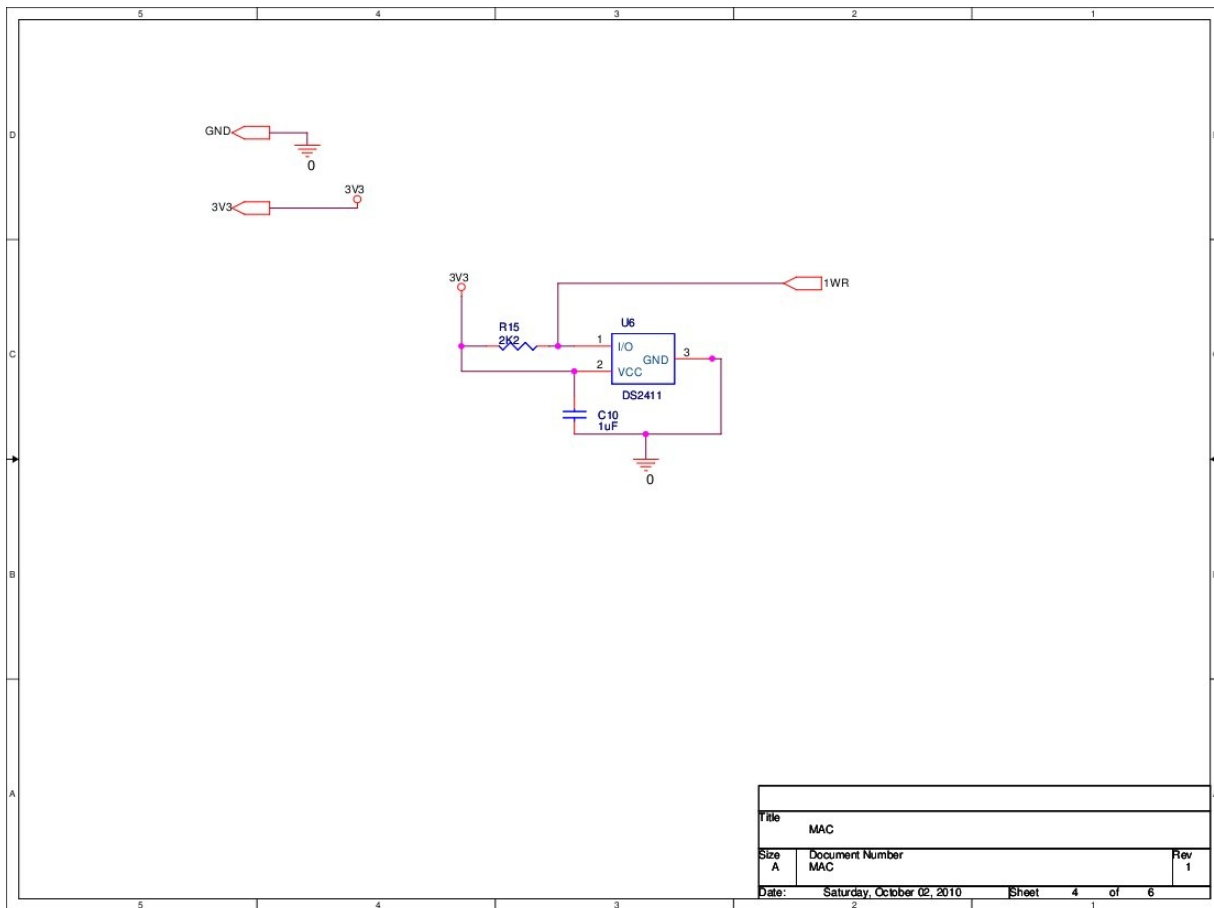 5 4 3 2 1
D
GND
0
3V3
3V3
3V3
1WR
R15
2K2
U6
C
1 I/O
GND 3
2 VCC
DS2411
C10
1uF
0
B
A
Title
MAC
Size Document Number Rev
A MAC 1
Date: Saturday, October 02, 2010 Sheet 4 of 6
5 4 3 2 1